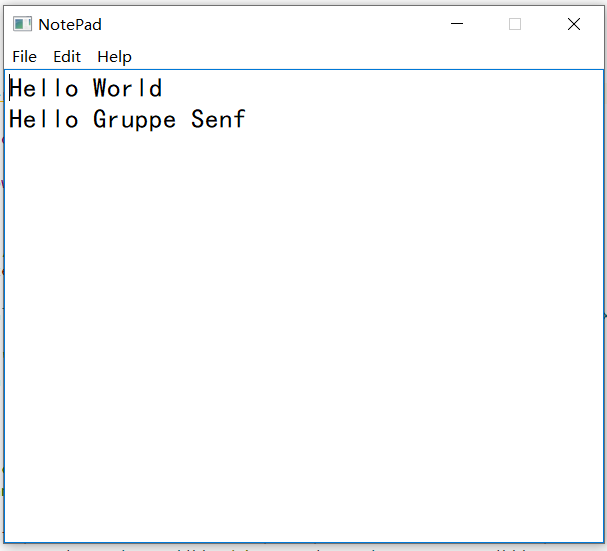 NotePad
File Edit Help
Hello World
Hello Gruppe Senf